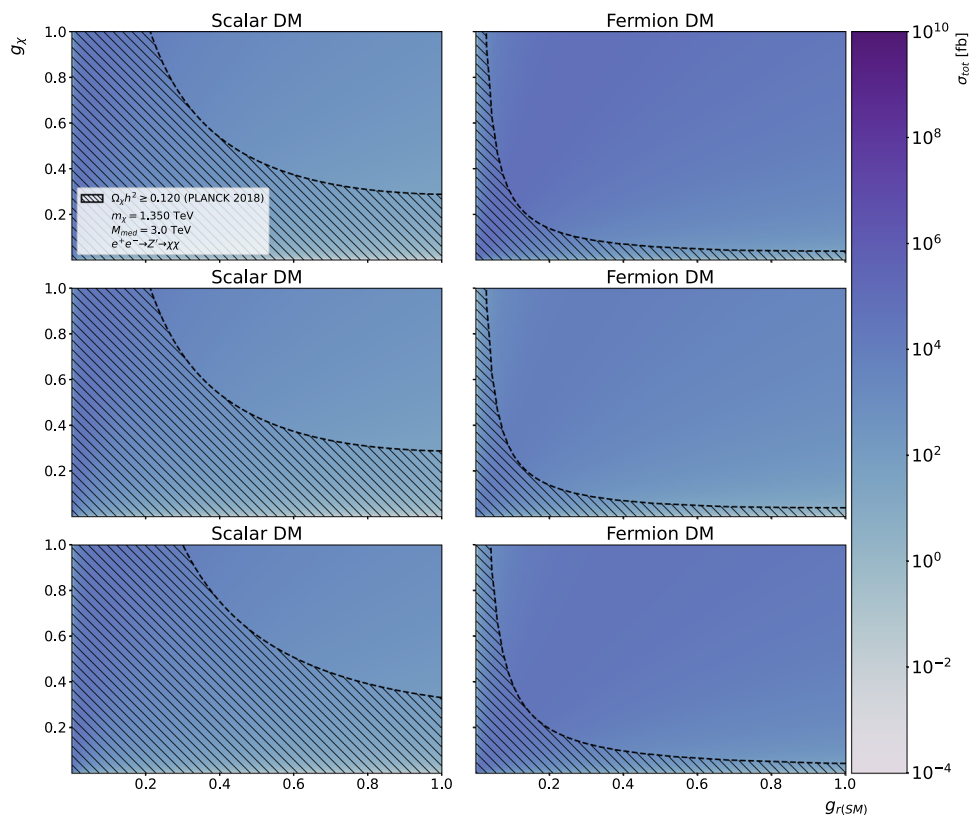 Scalar DM
Fermion DM
g_χ
1.0
0.8
0.6
0.4
0.2
Ω_χh² ≥ 0.120 (PLANCK 2018)
m_χ = 1.350 TeV
M_med = 3.0 TeV
e⁺e⁻→Z′→χχ
10¹⁰
10⁸
10⁶
10⁴
10²
10⁰
10⁻²
10⁻⁴
σ_tot [fb]
Scalar DM
Fermion DM
1.0
0.8
0.6
0.4
0.2
Scalar DM
Fermion DM
1.0
0.8
0.6
0.4
0.2
0.2 0.4 0.6 0.8 1.0
0.2 0.4 0.6 0.8 1.0
g_r(SM)